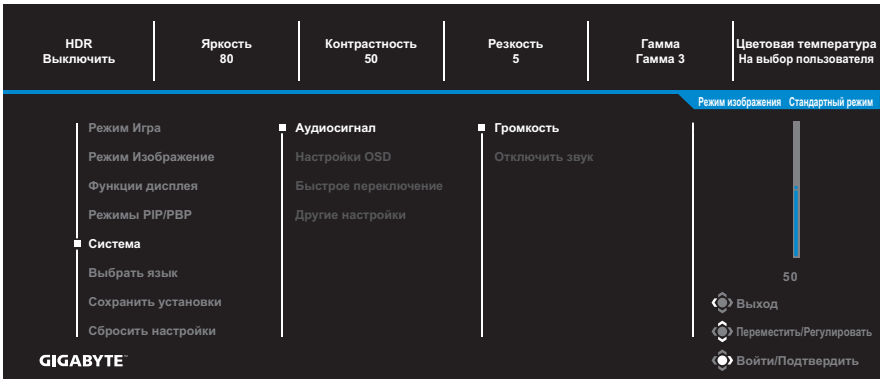 HDR
Выключить
Яркость
80
Контрастность
50
Резкость
5
Гамма
Гамма 3
Цветовая температура
На выбор пользователя
Режим изображения Стандартный режим
Режим Игра
Режим Изображение
Функции дисплея
Режимы PIP/PBP
Система
Выбрать язык
Сохранить установки
Сбросить настройки
Аудиосигнал
Настройки OSD
Быстрое переключение
Другие настройки
Громкость
Отключить звук
50
Выход
Переместить/Регулировать
Войти/Подтвердить
GIGABYTE™